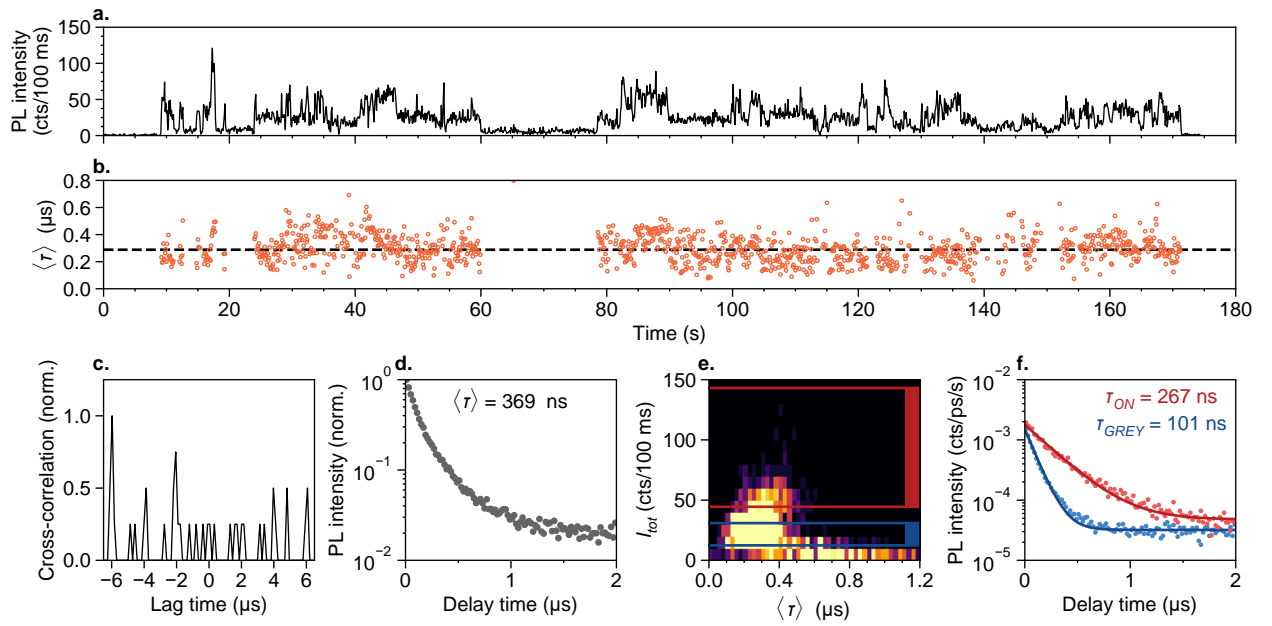 a.
PL intensity
(cts/100 ms)
150
100
50
0
b.
⟨τ⟩ (µs)
0.8
0.6
0.4
0.2
0.0
0 20 40 60 80 100 120 140 160 180
Time (s)
c.
Cross-correlation (norm.)
1.0
0.5
0.0
−6 −4 −2 0 2 4 6
Lag time (µs)
d.
PL intensity (norm.)
10⁰
10⁻¹
10⁻²
⟨τ⟩ = 369 ns
0 1 2
Delay time (µs)
e.
I_tot (cts/100 ms)
150
100
50
0
0.0 0.4 0.8 1.2
⟨τ⟩ (µs)
f.
PL intensity (cts/ps/s)
10⁻²
10⁻³
10⁻⁴
10⁻⁵
τ_ON = 267 ns
τ_GREY = 101 ns
0 1 2
Delay time (µs)